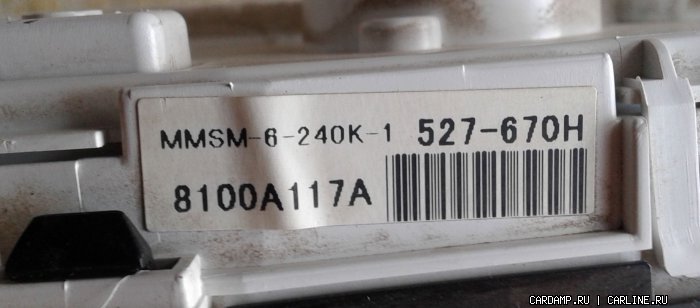 MMSM-6-240K-1 527-670H
8100A117A
CARDAMP.RU | CARLINE.RU